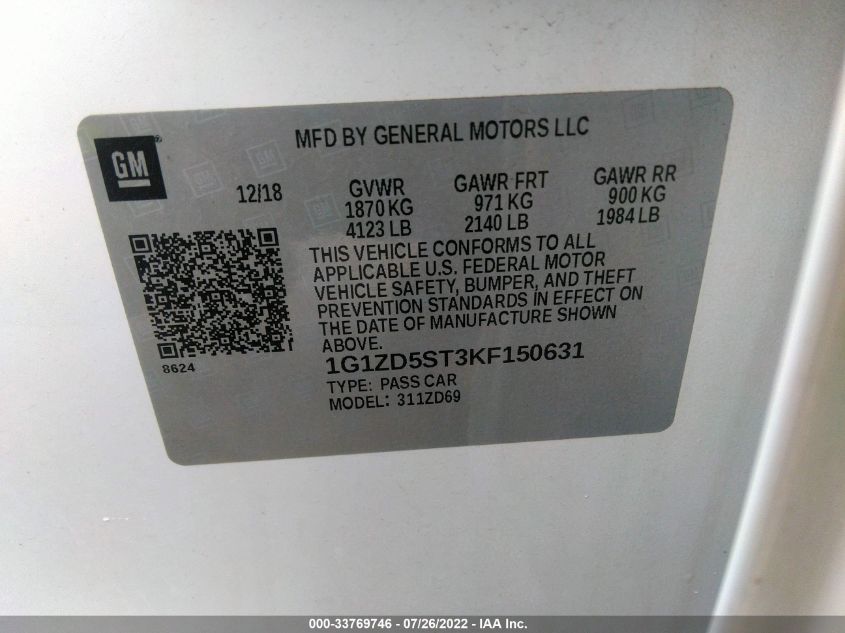 MFD BY GENERAL MOTORS LLC
GM
12/18 GVWR GAWR FRT GAWR RR
1870 KG 971 KG 900 KG
4123 LB 2140 LB 1984 LB
THIS VEHICLE CONFORMS TO ALL
APPLICABLE U.S. FEDERAL MOTOR
VEHICLE SAFETY, BUMPER, AND THEFT
PREVENTION STANDARDS IN EFFECT ON
THE DATE OF MANUFACTURE SHOWN
ABOVE.
8624
1G1ZD5ST3KF150631
TYPE: PASS CAR
MODEL: 311ZD69
000-33769746 - 07/26/2022 - IAA Inc.